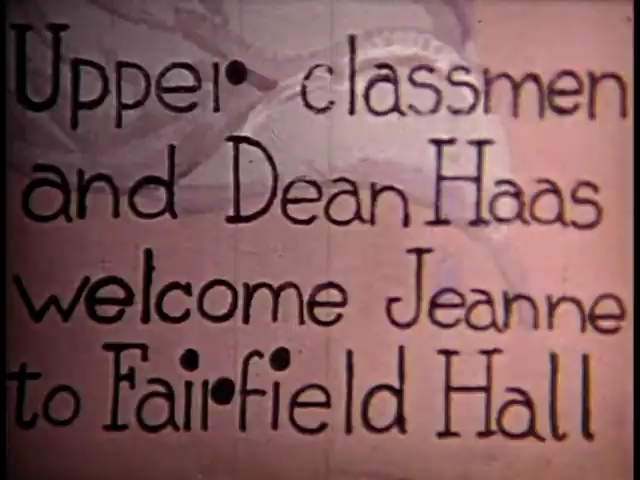 Upper classmen
and Dean Haas
welcome Jeanne
to Fairfield Hall